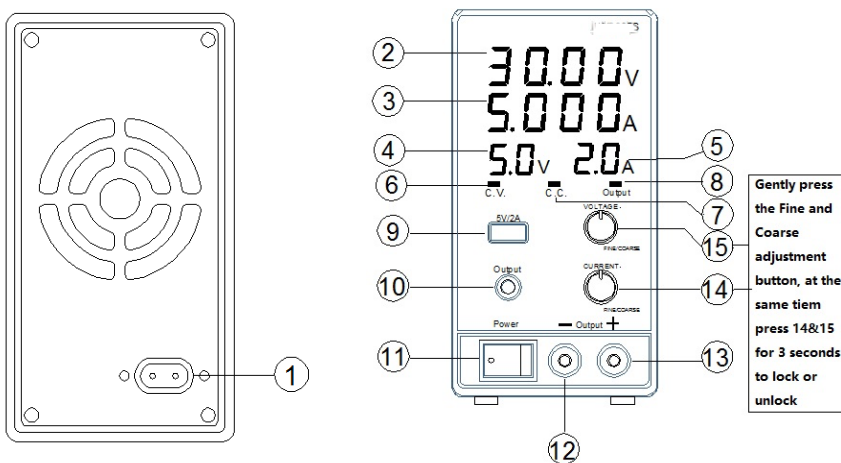 2
30.00V
3
5.000A
4
5.0V
2.0A
5
6
C.V.
C.C.
Output
8
7
5V/2A
VOLTAGE
9
FINE/COARSE
15
Output
CURRENT
10
14
FINE/COARSE
Power
− Output +
11
13
12
1
Gently press
the Fine and
Coarse
adjustment
button, at the
same tiem
press 14&15
for 3 seconds
to lock or
unlock